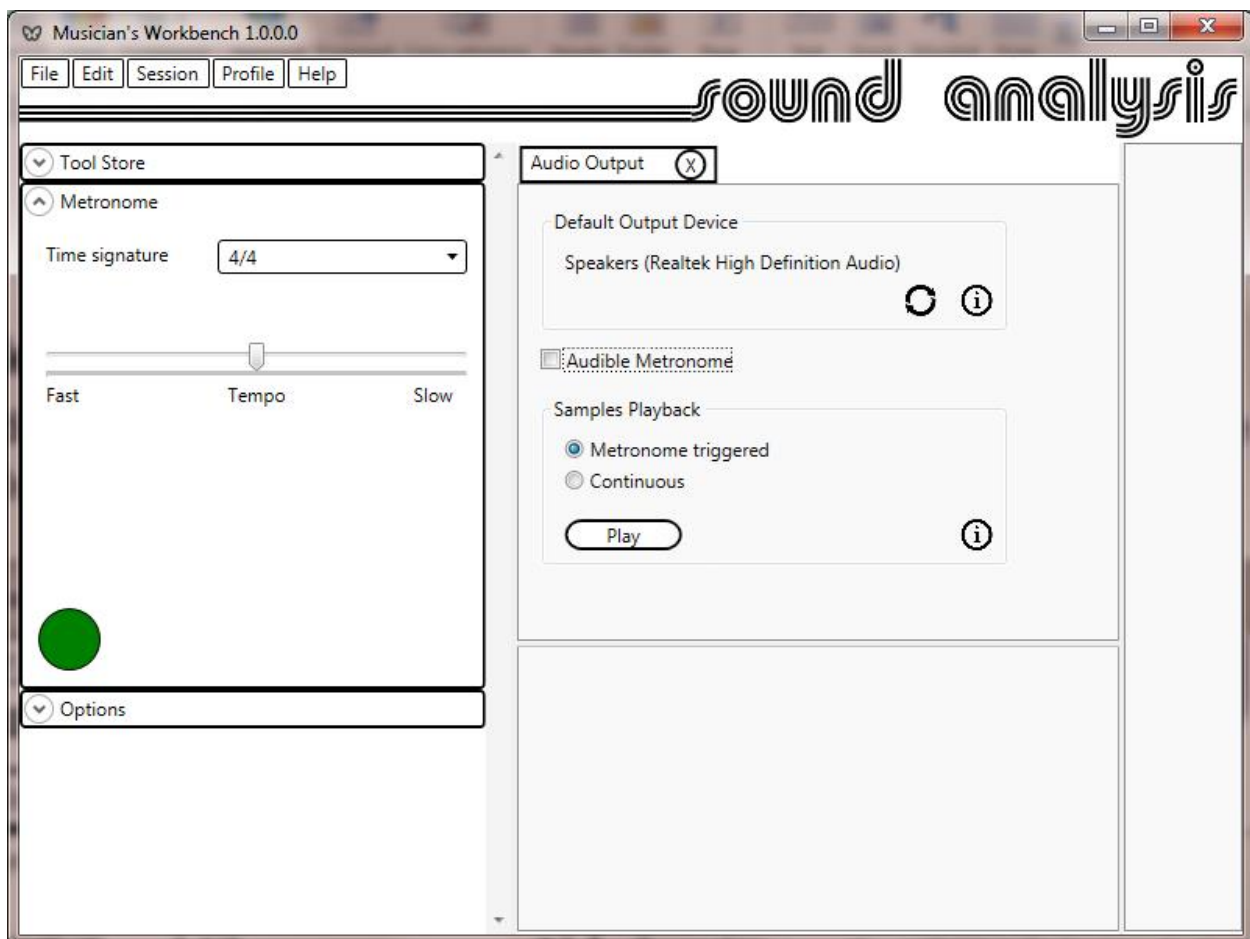 Musician's Workbench 1.0.0.0
File Edit Session Profile Help
sound analysis
Tool Store
Metronome
Time signature 4/4
Fast Tempo Slow
Options
Audio Output X
Default Output Device
Speakers (Realtek High Definition Audio)
Audible Metronome
Samples Playback
Metronome triggered
Continuous
Play